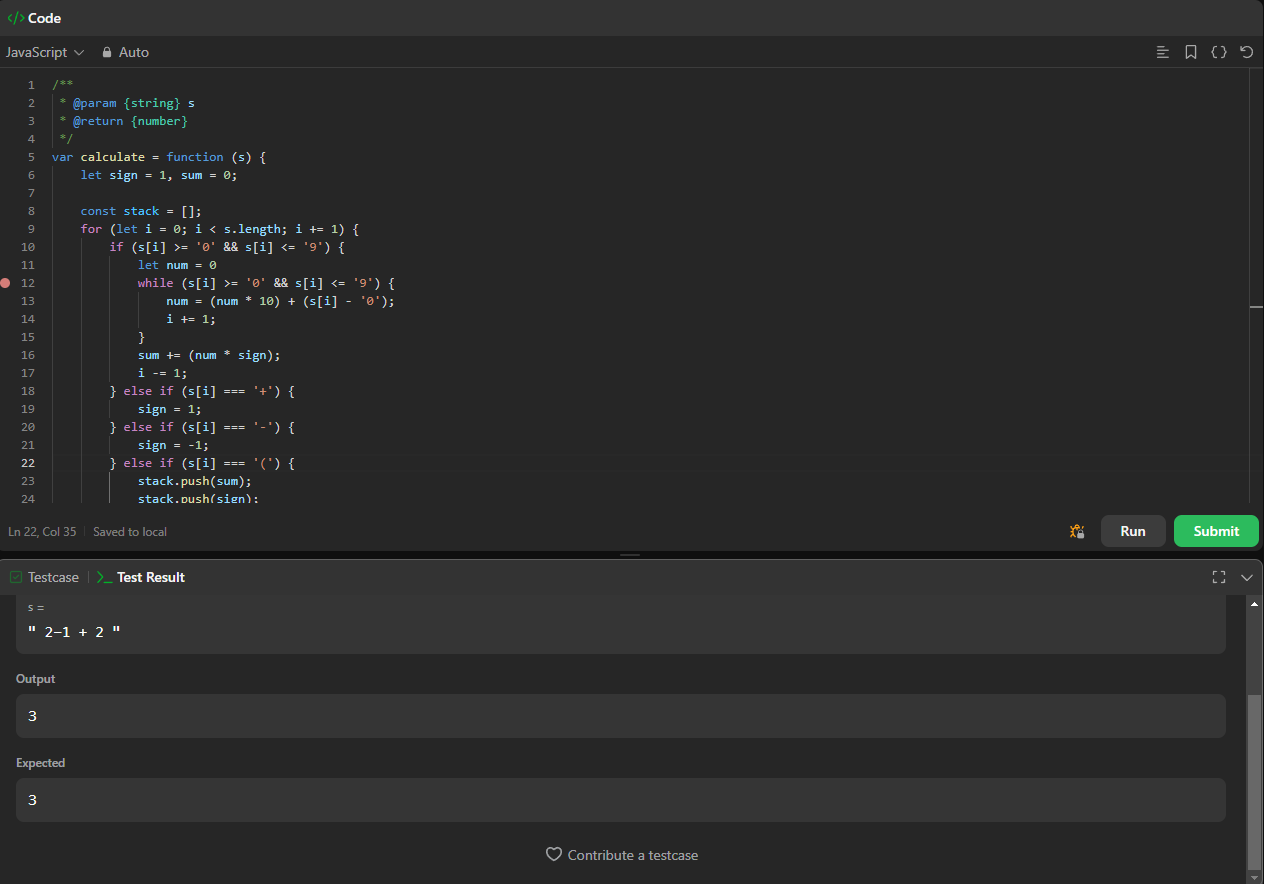 </> Code
JavaScript Auto
1 /**
2  * @param {string} s
3  * @return {number}
4  */
5 var calculate = function (s) {
6     let sign = 1, sum = 0;
7
8     const stack = [];
9     for (let i = 0; i < s.length; i += 1) {
10         if (s[i] >= '0' && s[i] <= '9') {
11             let num = 0
12             while (s[i] >= '0' && s[i] <= '9') {
13                 num = (num * 10) + (s[i] - '0');
14                 i += 1;
15             }
16             sum += (num * sign);
17             i -= 1;
18         } else if (s[i] === '+') {
19             sign = 1;
20         } else if (s[i] === '-') {
21             sign = -1;
22         } else if (s[i] === '(') {
23             stack.push(sum);
24             stack.push(sign);
Ln 22, Col 35 Saved to local
Run Submit
Testcase >_ Test Result
s =
" 2-1 + 2 "
Output
3
Expected
3
Contribute a testcase